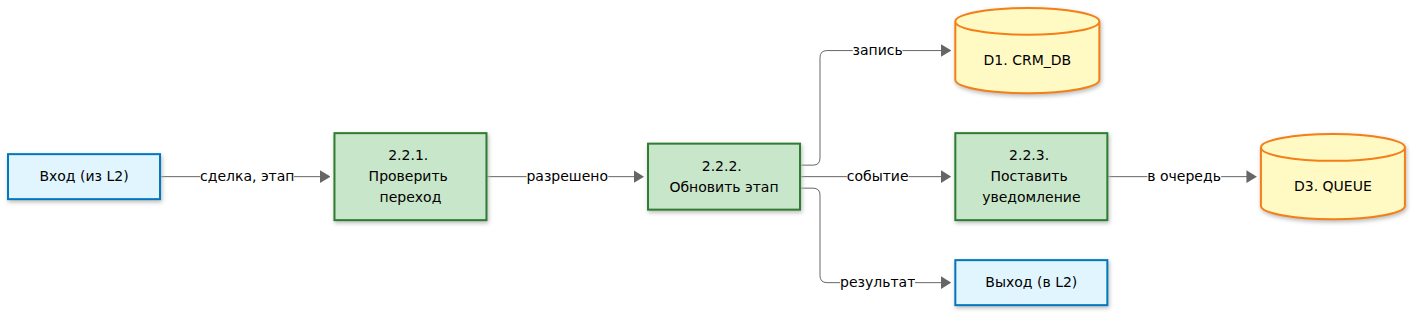 Вход (из L2)
сделка, этап
2.2.1.
Проверить
переход
разрешено
2.2.2.
Обновить этап
запись
D1. CRM_DB
событие
2.2.3.
Поставить
уведомление
в очередь
D3. QUEUE
результат
Выход (в L2)